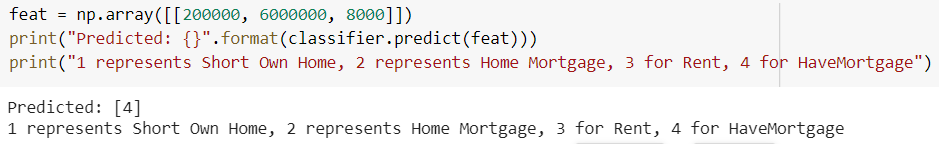 feat = np.array([[200000, 6000000, 8000]])
print("Predicted: {}".format(classifier.predict(feat)))
print("1 represents Short Own Home, 2 represents Home Mortgage, 3 for Rent, 4 for HaveMortgage")
Predicted: [4]
1 represents Short Own Home, 2 represents Home Mortgage, 3 for Rent, 4 for HaveMortgage